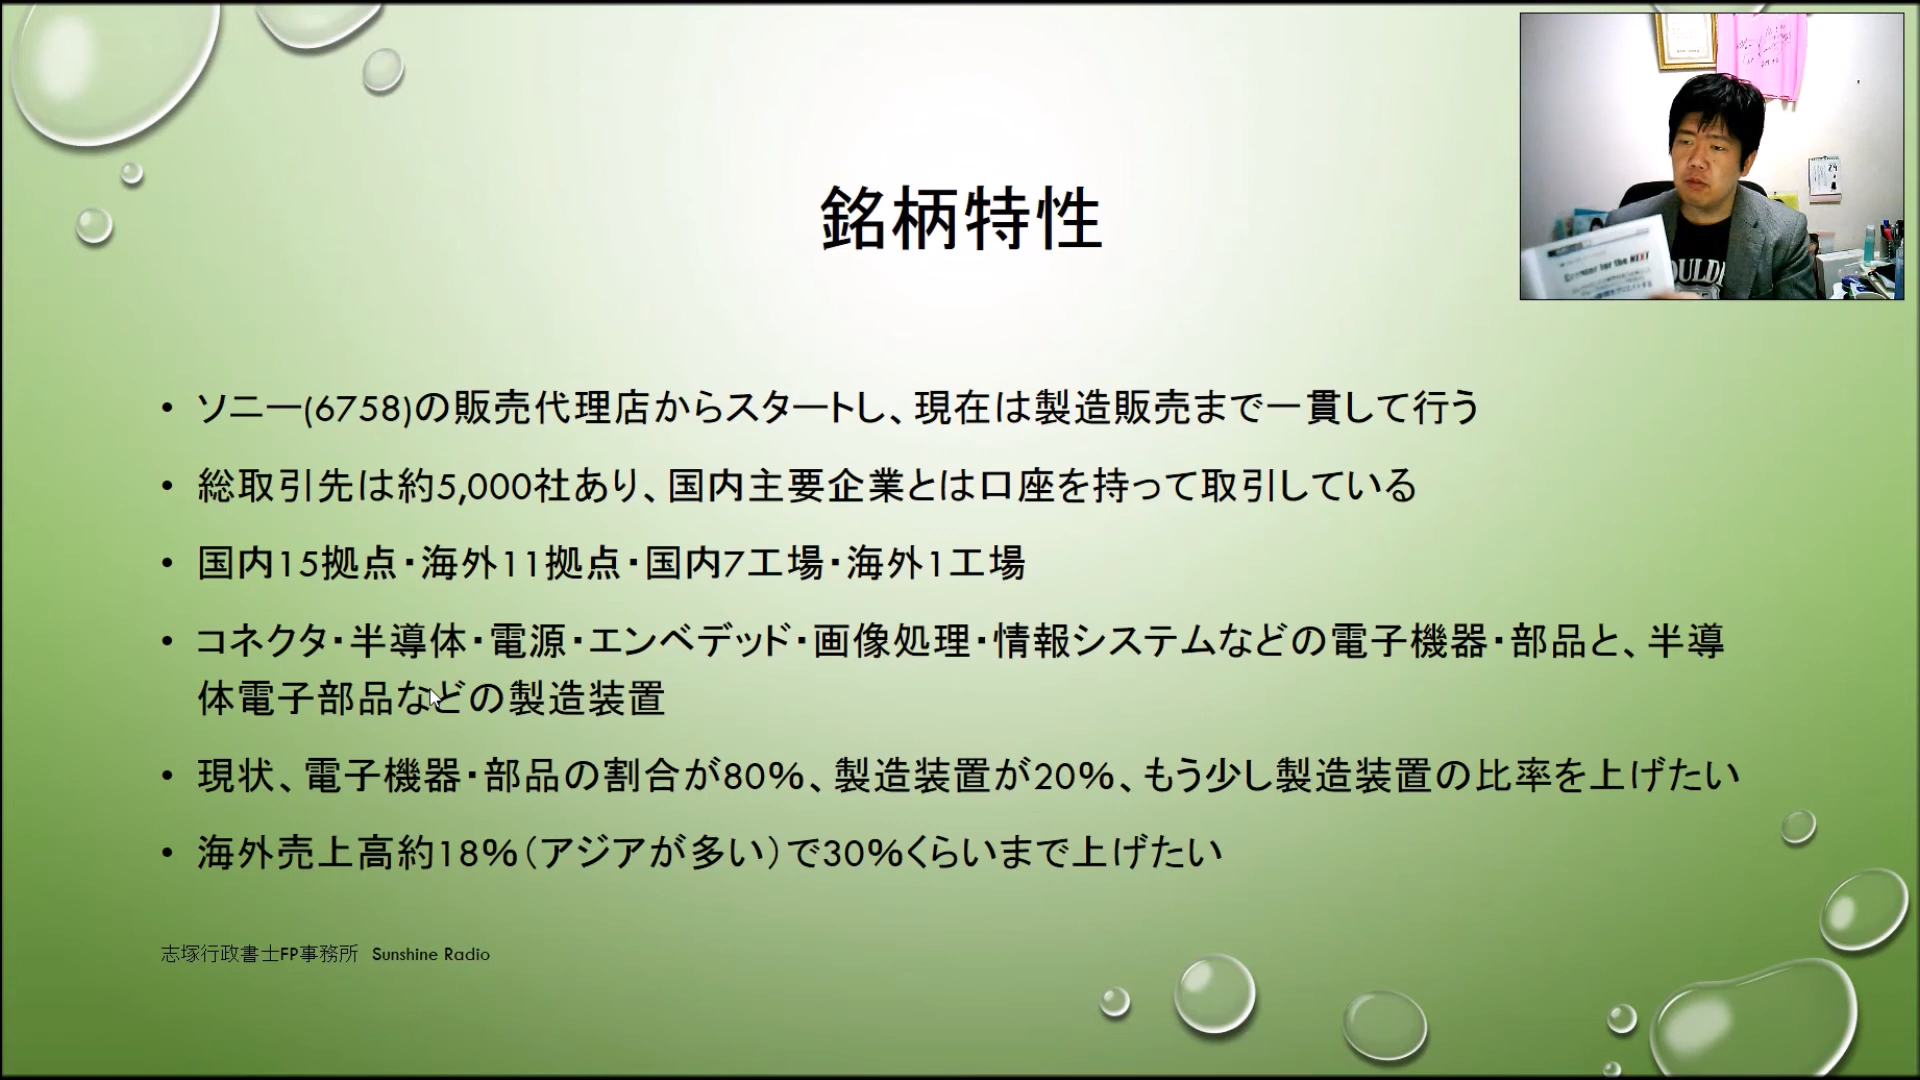 銘柄特性
• ソニー(6758)の販売代理店からスタートし、現在は製造販売まで一貫して行う
• 総取引先は約5,000社あり、国内主要企業とは口座を持って取引している
• 国内15拠点・海外11拠点・国内7工場・海外1工場
• コネクタ・半導体・電源・エンベデッド・画像処理・情報システムなどの電子機器・部品と、半導
体電子部品などの製造装置
• 現状、電子機器・部品の割合が80%、製造装置が20%、もう少し製造装置の比率を上げたい
• 海外売上高約18%(アジアが多い)で30%くらいまで上げたい
志塚行政書士FP事務所 Sunshine Radio
for the NEXT